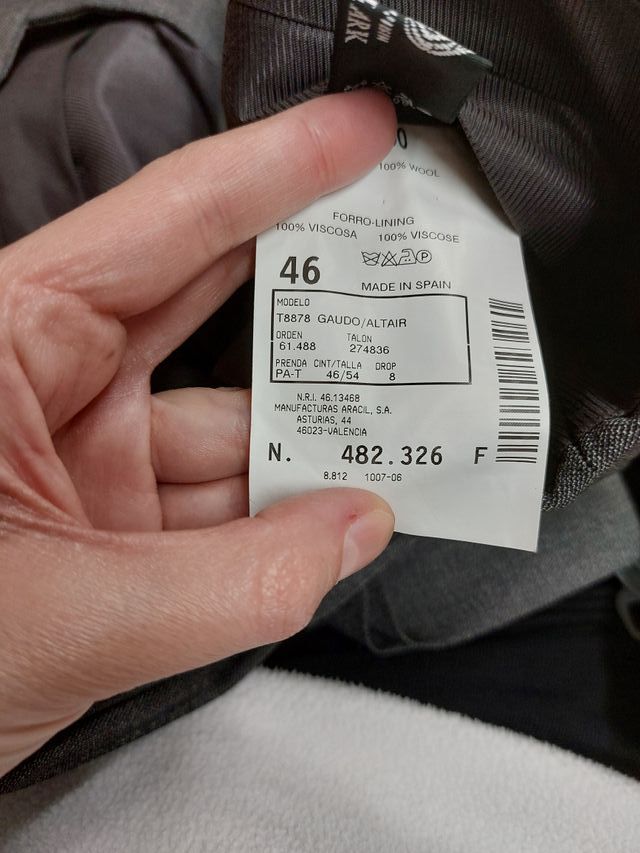 100% WOOL
FORRO-LINING
100% VISCOSA 100% VISCOSE
P
46
MADE IN SPAIN
MODELO
T8878 GAUDO/ALTAIR
ORDEN TALON
61.488 274836
PRENDA CINT/TALLA DROP
PA-T 46/54 8
N.R.I. 46.13468
MANUFACTURAS ARACIL, S.A.
ASTURIAS, 44
46023-VALENCIA
N. 482.326 F
8.812 1007-06